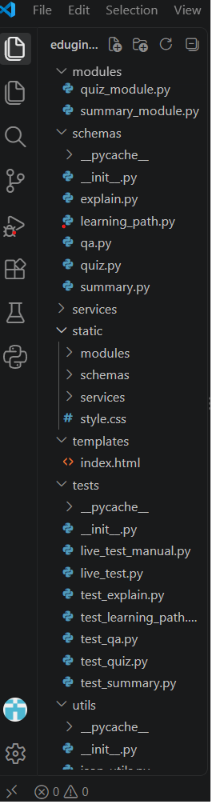 File Edit Selection View
edugin...
modules
quiz_module.py
summary_module.py
schemas
__pycache__
__init__.py
explain.py
learning_path.py
qa.py
quiz.py
summary.py
services
static
modules
schemas
services
# style.css
templates
<> index.html
tests
__pycache__
__init__.py
live_test_manual.py
live_test.py
test_explain.py
test_learning_path....
test_qa.py
test_quiz.py
test_summary.py
utils
__pycache__
__init__.py
json_utils.py
0 0